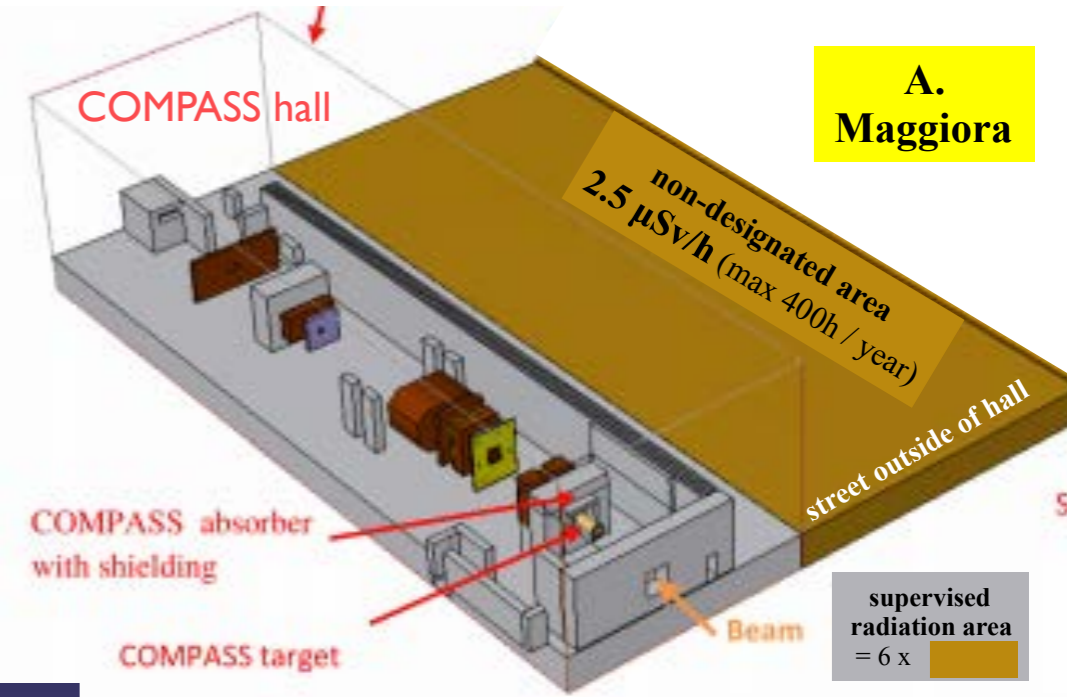 COMPASS hall
A.
Maggiora
non-designated area
2.5 µSv/h (max 400h / year)
street outside of hall
COMPASS absorber
with shielding
COMPASS target
Beam
S
supervised
radiation area
= 6 x